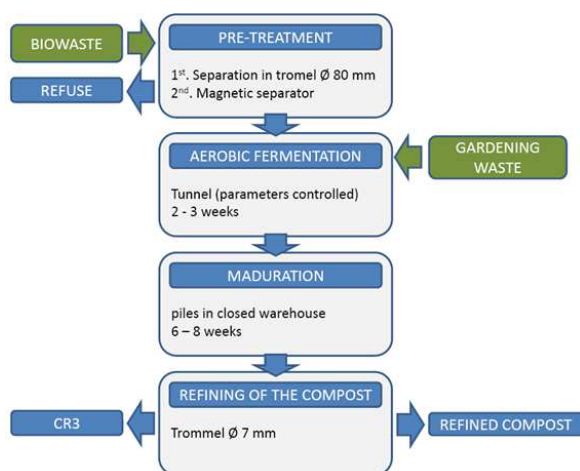 BIOWASTE
REFUSE
PRE-TREATMENT
1st. Separation in tromel Ø 80 mm
2nd. Magnetic separator
AEROBIC FERMENTATION
Tunnel (parameters controlled)
2 - 3 weeks
GARDENING
WASTE
MADURATION
piles in closed warehouse
6 – 8 weeks
REFINING OF THE COMPOST
Trommel Ø 7 mm
CR3
REFINED COMPOST